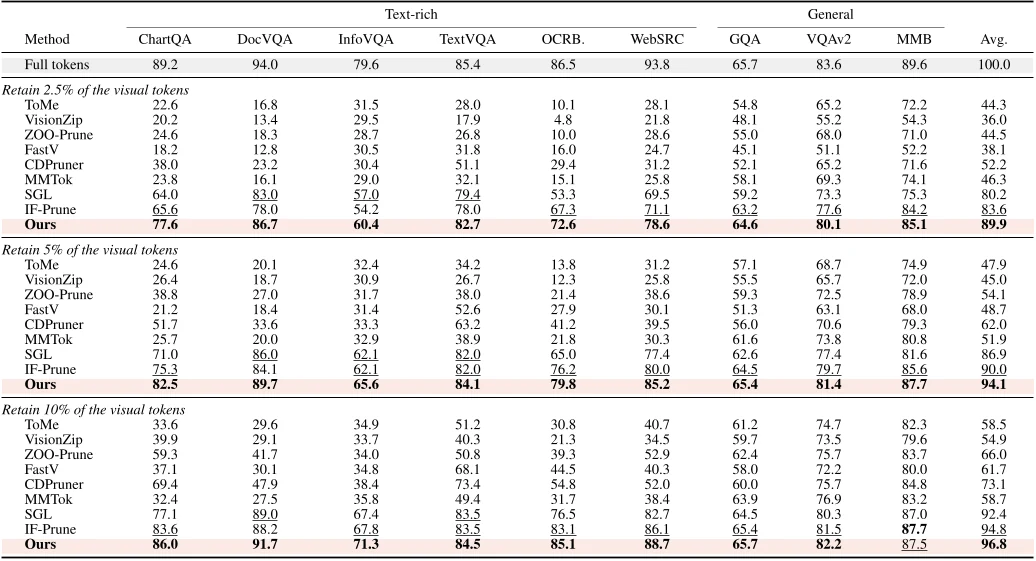 Text-rich General
Method ChartQA DocVQA InfoVQA TextVQA OCRB. WebSRC GQA VQAv2 MMB Avg.
Full tokens 89.2 94.0 79.6 85.4 86.5 93.8 65.7 83.6 89.6 100.0
Retain 2.5% of the visual tokens
ToMe 22.6 16.8 31.5 28.0 10.1 28.1 54.8 65.2 72.2 44.3
VisionZip 20.2 13.4 29.5 17.9 4.8 21.8 48.1 55.2 54.3 36.0
ZOO-Prune 24.6 18.3 28.7 26.8 10.0 28.6 55.0 68.0 71.0 44.5
FastV 18.2 12.8 30.5 31.8 16.0 24.7 45.1 51.1 52.2 38.1
CDPruner 38.0 23.2 30.4 51.1 29.4 31.2 52.1 65.2 71.6 52.2
MMTok 23.8 16.1 29.0 32.1 15.1 25.8 58.1 69.3 74.1 46.3
SGL 64.0 83.0 57.0 79.4 53.3 69.5 59.2 73.3 75.3 80.2
IF-Prune 65.6 78.0 54.2 78.0 67.3 71.1 63.2 77.6 84.2 83.6
Ours 77.6 86.7 60.4 82.7 72.6 78.6 64.6 80.1 85.1 89.9
Retain 5% of the visual tokens
ToMe 24.6 20.1 32.4 34.2 13.8 31.2 57.1 68.7 74.9 47.9
VisionZip 26.4 18.7 30.9 26.7 12.3 25.8 55.5 65.7 72.0 45.0
ZOO-Prune 38.8 27.0 31.7 38.0 21.4 38.6 59.3 72.5 78.9 54.1
FastV 21.2 18.4 31.4 52.6 27.9 30.1 51.3 63.1 68.0 48.7
CDPruner 51.7 33.6 33.3 63.2 41.2 39.5 56.0 70.6 79.3 62.0
MMTok 25.7 20.0 32.9 38.9 21.8 30.3 61.6 73.8 80.8 51.9
SGL 71.0 86.0 62.1 82.0 65.0 77.4 62.6 77.4 81.6 86.9
IF-Prune 75.3 84.1 62.1 82.0 76.2 80.0 64.5 79.7 85.6 90.0
Ours 82.5 89.7 65.6 84.1 79.8 85.2 65.4 81.4 87.7 94.1
Retain 10% of the visual tokens
ToMe 33.6 29.6 34.9 51.2 30.8 40.7 61.2 74.7 82.3 58.5
VisionZip 39.9 29.1 33.7 40.3 21.3 34.5 59.7 73.5 79.6 54.9
ZOO-Prune 59.3 41.7 34.0 50.8 39.3 52.9 62.4 75.7 83.7 66.0
FastV 37.1 30.1 34.8 68.1 44.5 40.3 58.0 72.2 80.0 61.7
CDPruner 69.4 47.9 38.4 73.4 54.8 52.0 60.0 75.7 84.8 73.1
MMTok 32.4 27.5 35.8 49.4 31.7 38.4 63.9 76.9 83.2 58.7
SGL 77.1 89.0 67.4 83.5 76.5 82.7 64.5 80.3 87.0 92.4
IF-Prune 83.6 88.2 67.8 83.5 83.1 86.1 65.4 81.5 87.7 94.8
Ours 86.0 91.7 71.3 84.5 85.1 88.7 65.7 82.2 87.5 96.8